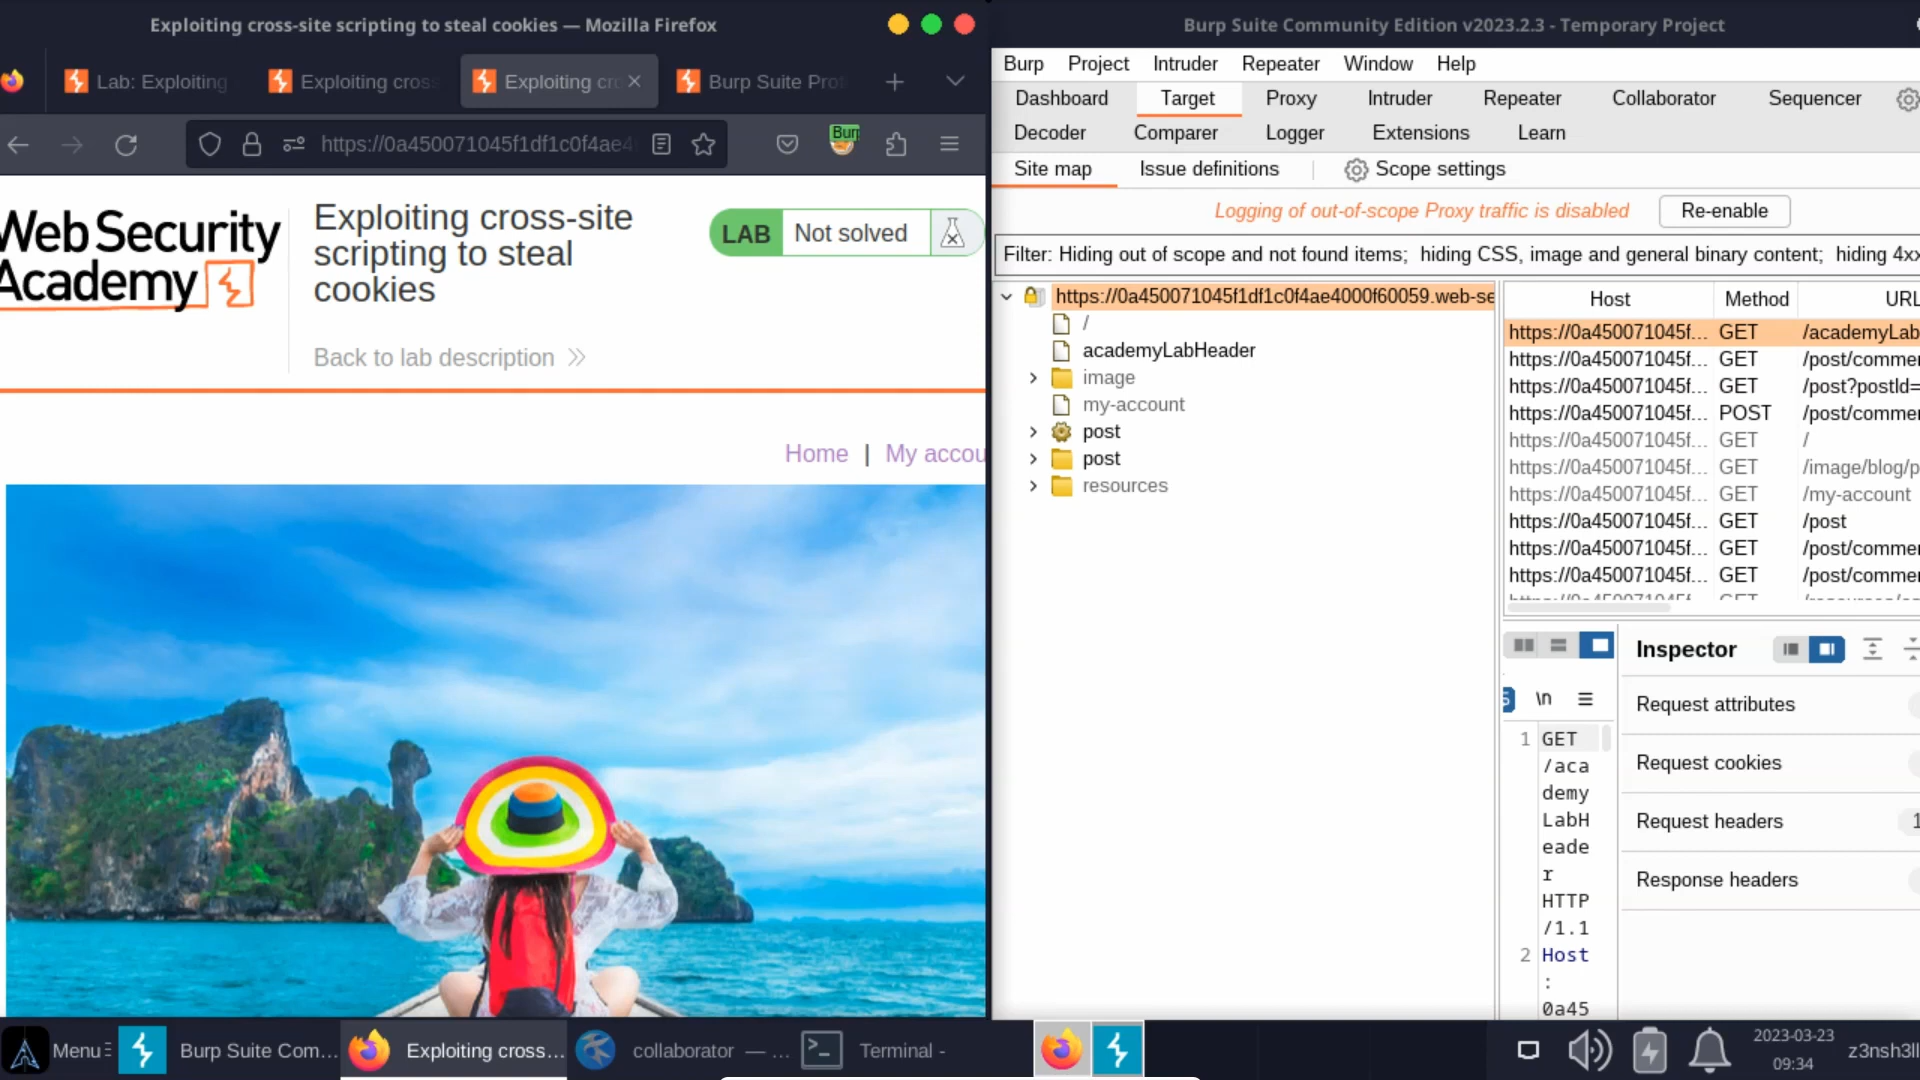 Exploiting cross-site scripting to steal cookies — Mozilla Firefox
Lab: Exploiting
Exploiting cross
Exploiting cr
Burp Suite Pro
https://0a450071045f1df1c0f4ae4
Burp
Web Security
Academy
Exploiting cross-site
scripting to steal
cookies
LAB
Not solved
Back to lab description
Home | My accou
Burp Suite Community Edition v2023.2.3 - Temporary Project
Burp Project Intruder Repeater Window Help
Dashboard Target Proxy Intruder Repeater Collaborator Sequencer
Decoder Comparer Logger Extensions Learn
Site map Issue definitions Scope settings
Logging of out-of-scope Proxy traffic is disabled
Re-enable
Filter: Hiding out of scope and not found items; hiding CSS, image and general binary content; hiding 4xx
https://0a450071045f1df1c0f4ae4000f60059.web-se
/
academyLabHeader
image
my-account
post
post
resources
Host Method URL
https://0a450071045f... GET /academyLab
https://0a450071045f... GET /post/comme
https://0a450071045f... GET /post?postId=
https://0a450071045f... POST /post/comme
https://0a450071045f... GET /
https://0a450071045f... GET /image/blog/p
https://0a450071045f... GET /my-account
https://0a450071045f... GET /post
https://0a450071045f... GET /post/comme
https://0a450071045f... GET /post/comme
\n
1 GET
/aca
demy
LabH
eade
r
HTTP
/1.1
2 Host
:
0a45
Inspector
Request attributes
Request cookies
Request headers 1
Response headers
Menu
Burp Suite Com...
Exploiting cross...
collaborator — ...
Terminal -
2023-03-23
09:34
z3nsh3ll